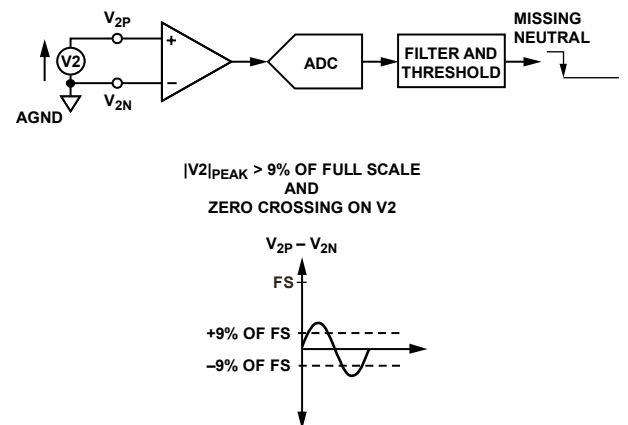 V2P
+
V2
−
V2N
AGND
ADC
FILTER AND
THRESHOLD
MISSING
NEUTRAL
|V2|PEAK > 9% OF FULL SCALE
AND
ZERO CROSSING ON V2
V2P – V2N
FS
+9% OF FS
–9% OF FS